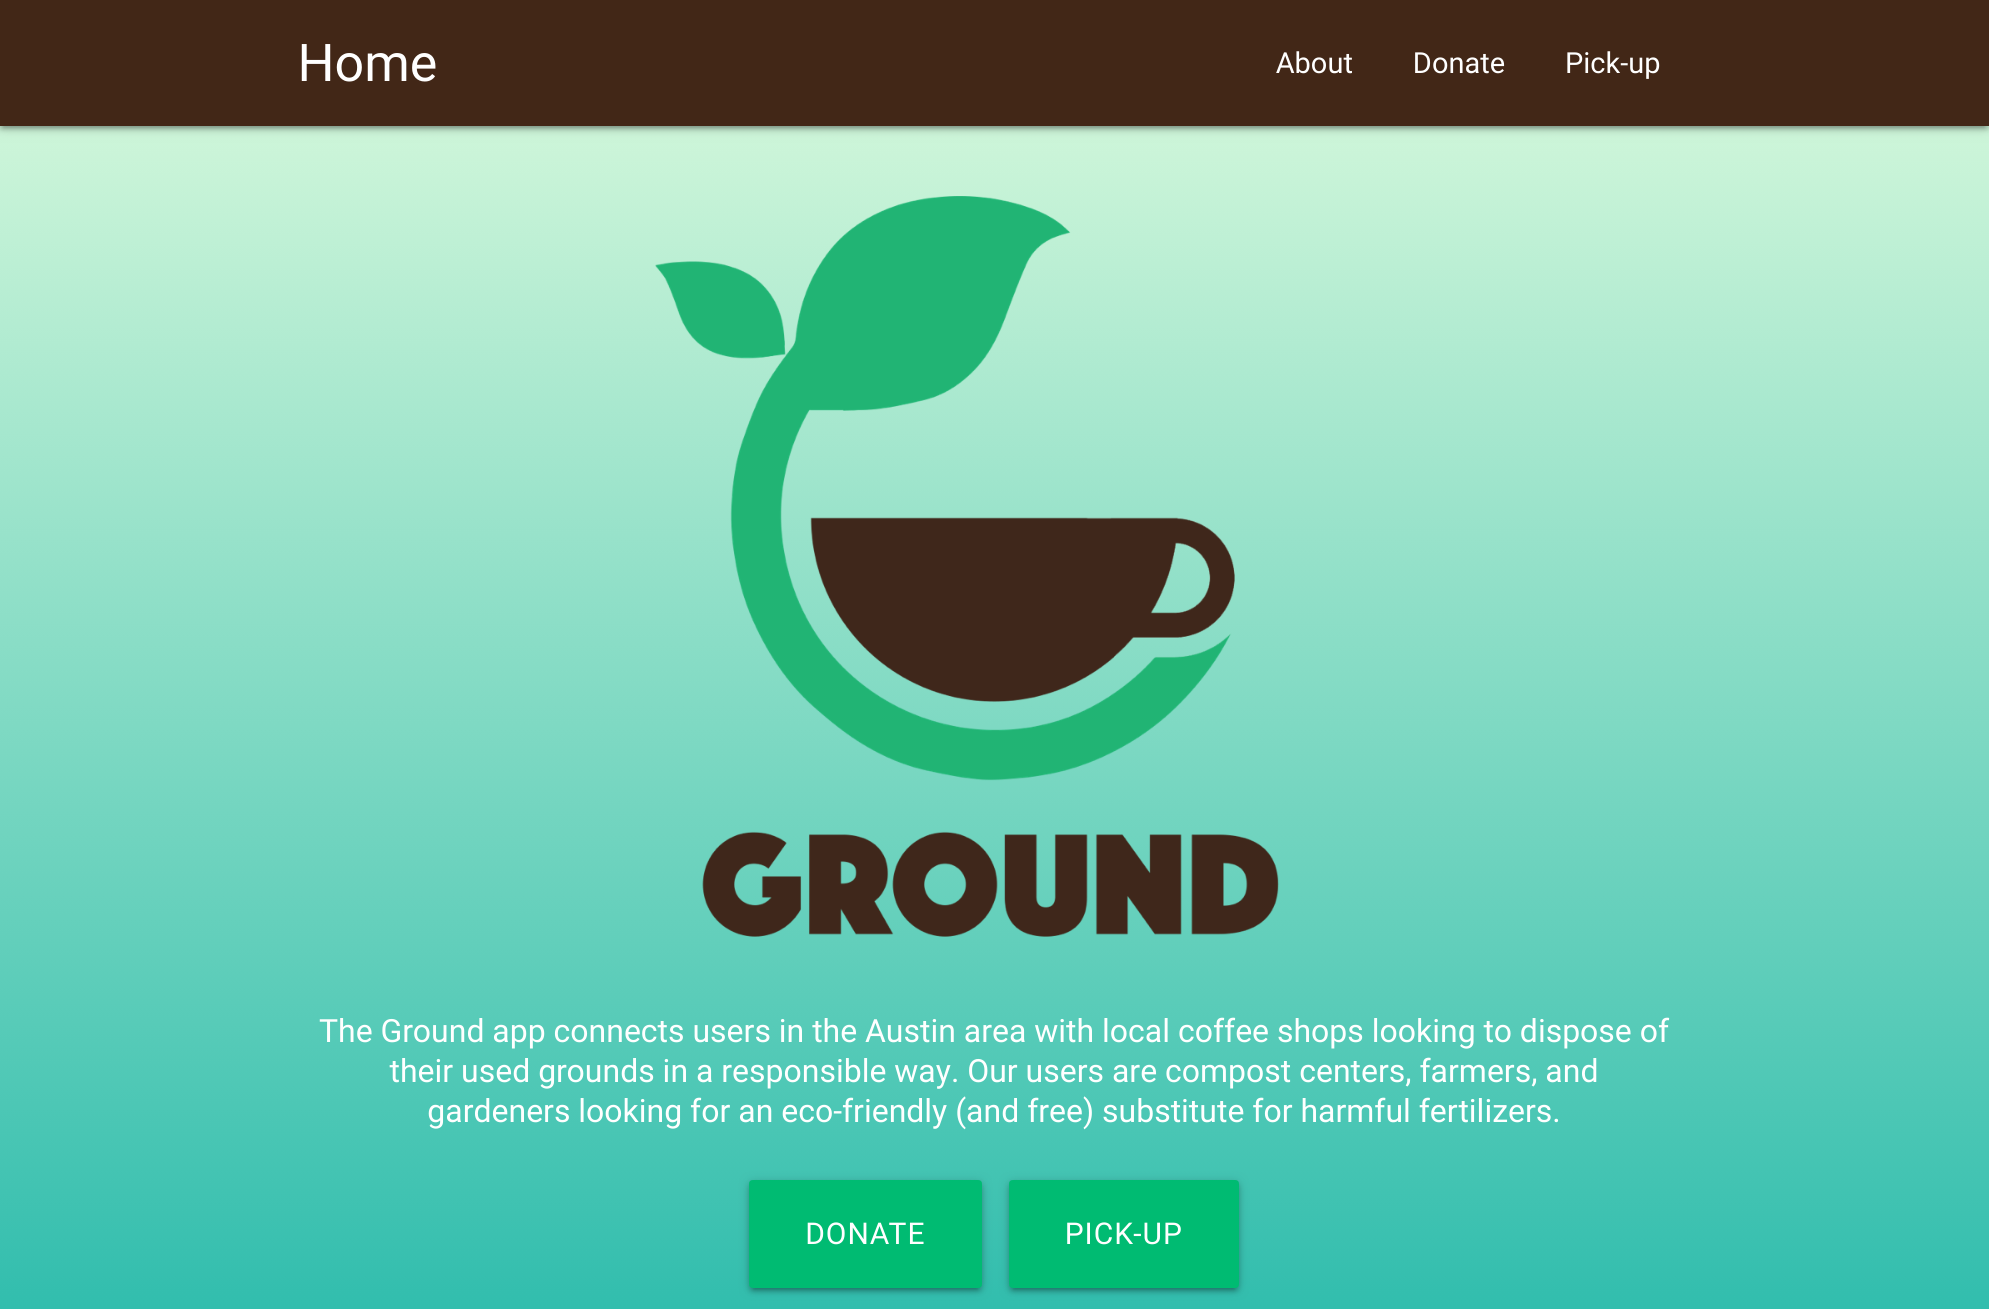 Home
About Donate Pick-up
GROUND
The Ground app connects users in the Austin area with local coffee shops looking to dispose of
their used grounds in a responsible way. Our users are compost centers, farmers, and
gardeners looking for an eco-friendly (and free) substitute for harmful fertilizers.
DONATE PICK-UP